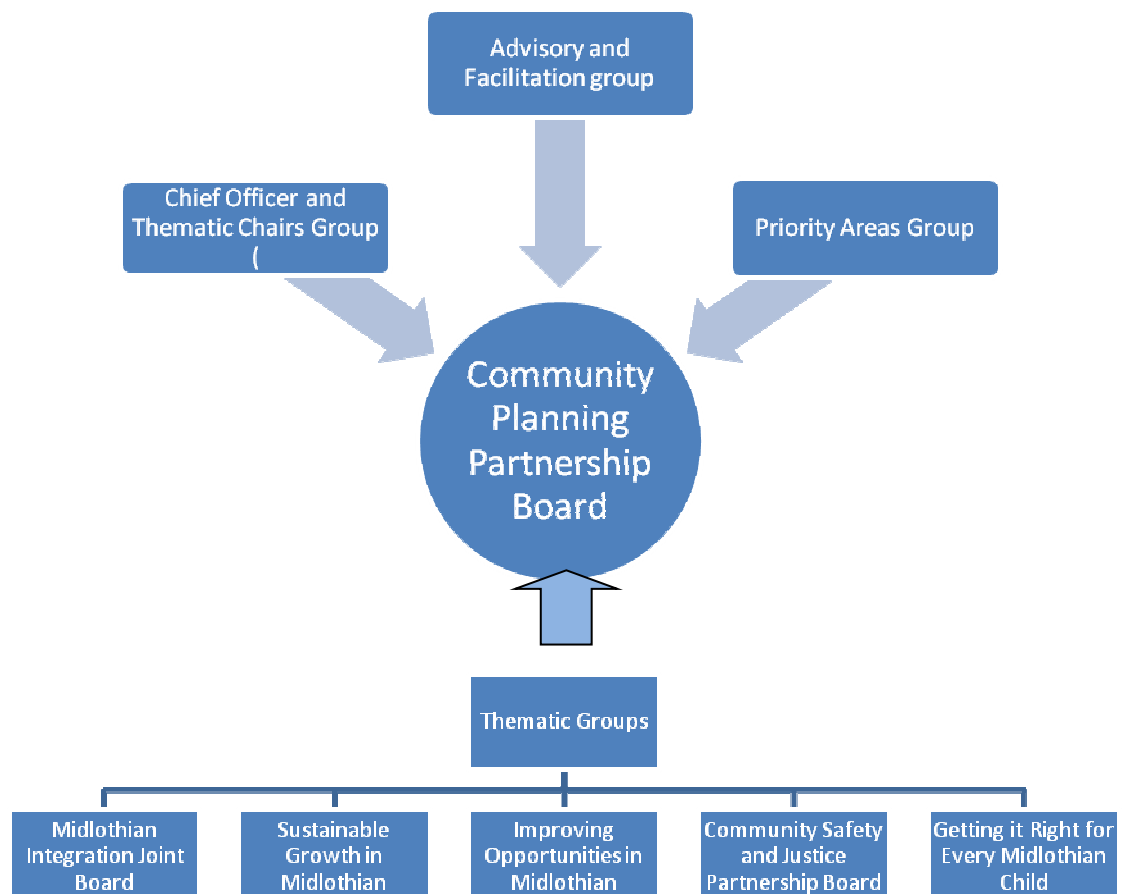 Advisory and
Facilitation group
Chief Officer and
Thematic Chairs Group
(
Priority Areas Group
Community
Planning
Partnership
Board
Thematic Groups
Midlothian
Integration Joint
Board
Sustainable
Growth in
Midlothian
Improving
Opportunities in
Midlothian
Community Safety
and Justice
Partnership Board
Getting it Right for
Every Midlothian
Child